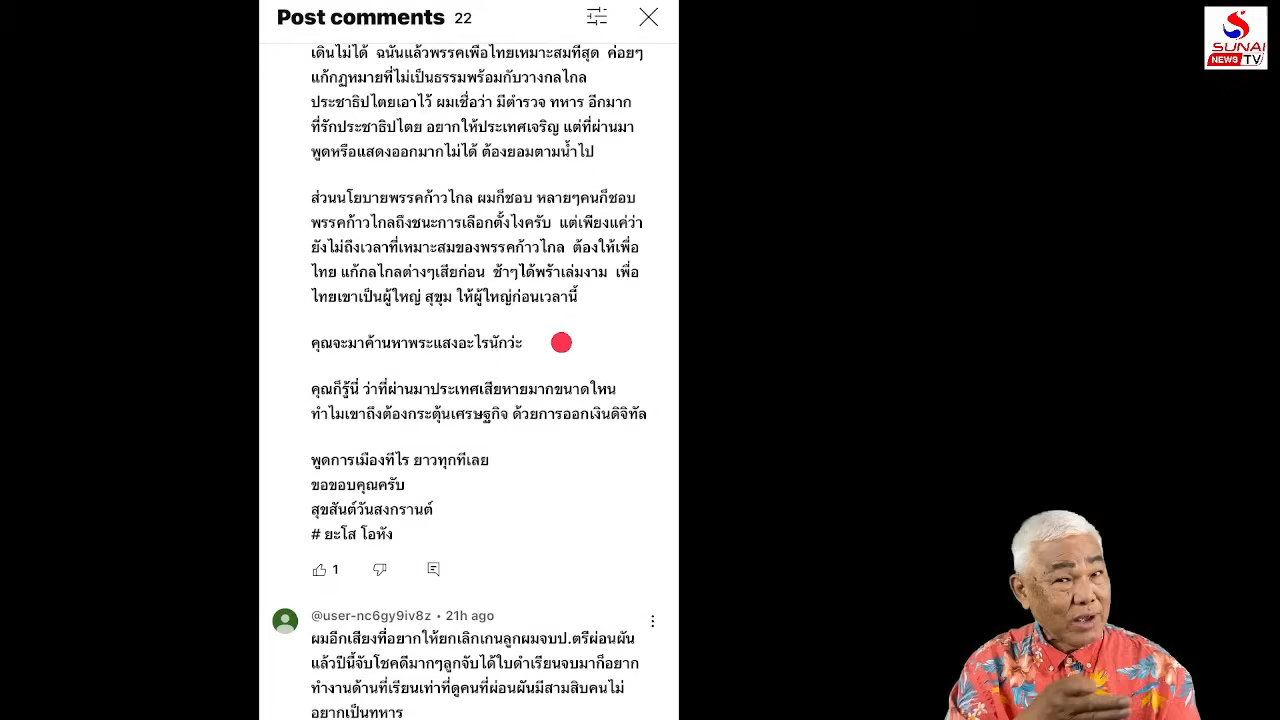 Post comments 22
SUNAI
NEWS TV
เดินไม่ได้ ฉนั้นแล้วพรรคเพื่อไทยเหมาะสมที่สุด ค่อยๆ
แก้กฏหมายที่ไม่เป็นธรรมพร้อมกับวางกลไกล
ประชาธิปไตยเอาไว้ ผมเชื่อว่า มีตำรวจ ทหาร อีกมาก
ที่รักประชาธิปไตย อยากให้ประเทศเจริญ แต่ที่ผ่านมา
พูดหรือแสดงออกมากไม่ได้ ต้องยอมตามน้ำไป
ส่วนนโยบายพรรคก้าวไกล ผมก็ชอบ หลายๆคนก็ชอบ
พรรคก้าวไกลถึงชนะการเลือกตั้งไงครับ แต่เพียงแค่ว่า
ยังไม่ถึงเวลาที่เหมาะสมของพรรคก้าวไกล ต้องให้เพื่อ
ไทย แก้กลไกลต่างๆเสียก่อน ช้าๆได้พร้าเล่มงาม เพื่อ
ไทยเขาเป็นผู้ใหญ่ สุขุม ให้ผู้ใหญ่ก่อนเวลานี้
คุณจะมาค้านหาพระแสงอะไรนักว่ะ
คุณก็รู้นี่ ว่าที่ผ่านมาประเทศเสียหายมากขนาดใหน
ทำไมเขาถึงต้องกระตุ้นเศรษฐกิจ ด้วยการออกเงินดิจิทัล
พูดการเมืองทีไร ยาวทุกทีเลย
ขอขอบคุณครับ
สุขสันต์วันสงกรานต์
# ยะโส โอหัง
1
@user-nc6gy9iv8z • 21h ago
ผมอีกเสียงที่อยากให้ยกเลิกเกนลูกผมจบป.ตรีผ่อนผัน
แล้วปีนี้จับโชคดีมากๆลูกจับได้ใบดำเรียนจบมาก็อยาก
ทำงานด้านที่เรียนเท่าที่ดูคนที่ผ่อนผันมีสามสิบคนไม่
อยากเป็นทหาร